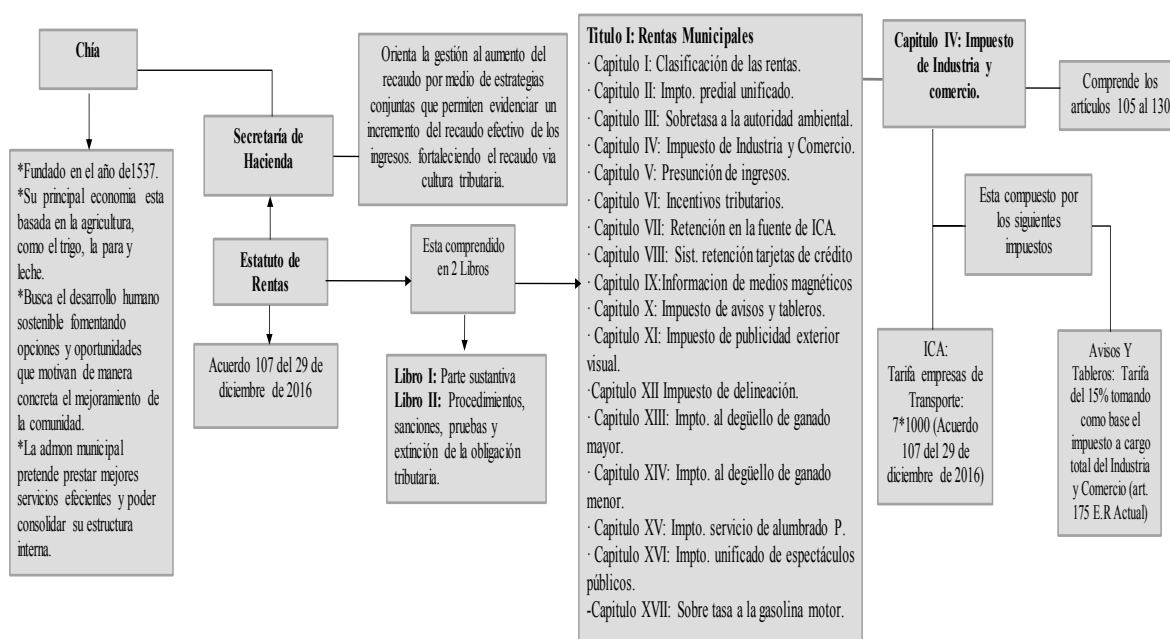 Chía
*Fundado en el año de1537.
*Su principal economia esta
basada en la agricultura,
como el trigo, la para y
leche.
*Busca el desarrollo humano
sostenible fomentando
opciones y oportunidades
que motivan de manera
concreta el mejoramiento de
la comunidad.
*La admon municipal
pretende prestar mejores
servicios efecientes y poder
consolidar su estructura
interna.
Secretaría de
Hacienda
Orienta la gestión al aumento del
recaudo por medio de estrategias
conjuntas que permiten evidenciar un
incremento del recaudo efectivo de los
ingresos. fortaleciendo el recaudo via
cultura tributaria.
Estatuto de
Rentas
Acuerdo 107 del 29 de
diciembre de 2016
Esta comprendido
en 2 Libros
Libro I: Parte sustantiva
Libro II: Procedimientos,
sanciones, pruebas y
extinción de la obligación
tributaria.
Titulo I: Rentas Municipales
· Capitulo I: Clasificación de las rentas.
· Capitulo II: Impto. predial unificado.
· Capitulo III: Sobretasa a la autoridad ambiental.
· Capitulo IV: Impuesto de Industria y Comercio.
· Capitulo V: Presunción de ingresos.
· Capitulo VI: Incentivos tributarios.
· Capitulo VII: Retención en la fuente de ICA.
· Capitulo VIII: Sist. retención tarjetas de crédito
· Capitulo IX:Informacion de medios magnéticos
· Capitulo X: Impuesto de avisos y tableros.
· Capitulo XI: Impuesto de publicidad exterior
visual.
·Capitulo XII Impuesto de delineación.
· Capitulo XIII: Impto. al degüello de ganado
mayor.
· Capitulo XIV: Impto. al degüello de ganado
menor.
· Capitulo XV: Impto. servicio de alumbrado P.
· Capitulo XVI: Impto. unificado de espectáculos
públicos.
-Capitulo XVII: Sobre tasa a la gasolina motor.
Capitulo IV: Impuesto
de Industria y
comercio.
Comprende los
artículos 105 al 130
Esta compuesto por
los siguientes
impuestos
ICA:
Tarifa empresas de
Transporte:
7*1000 (Acuerdo
107 del 29 de
diciembre de 2016)
Avisos Y
Tableros: Tarifa
del 15% tomando
como base el
impuesto a cargo
total del Industria
y Comercio (art.
175 E.R Actual)